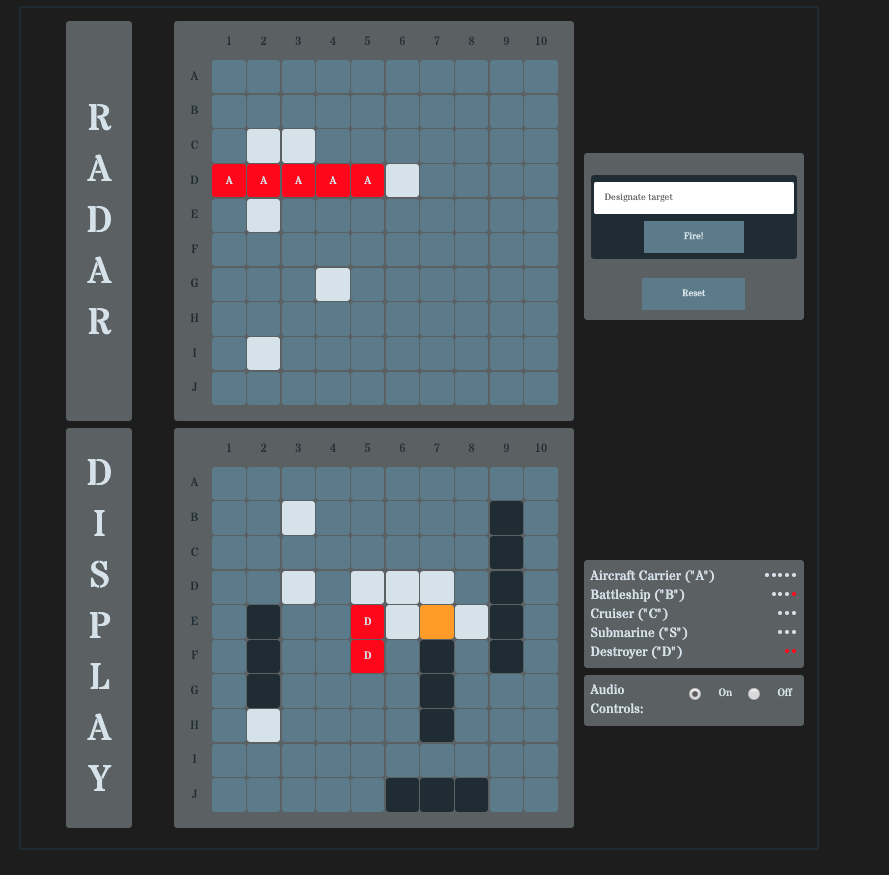 R
A
D
A
R
1 2 3 4 5 6 7 8 9 10
A
B
C
D A A A A A
E
F
G
H
I
J
Designate target
Fire!
Reset
D
I
S
P
L
A
Y
1 2 3 4 5 6 7 8 9 10
A
B
C
D
E D
F D
G
H
I
J
Aircraft Carrier ("A")
Battleship ("B")
Cruiser ("C")
Submarine ("S")
Destroyer ("D")
Audio
Controls:
On
Off